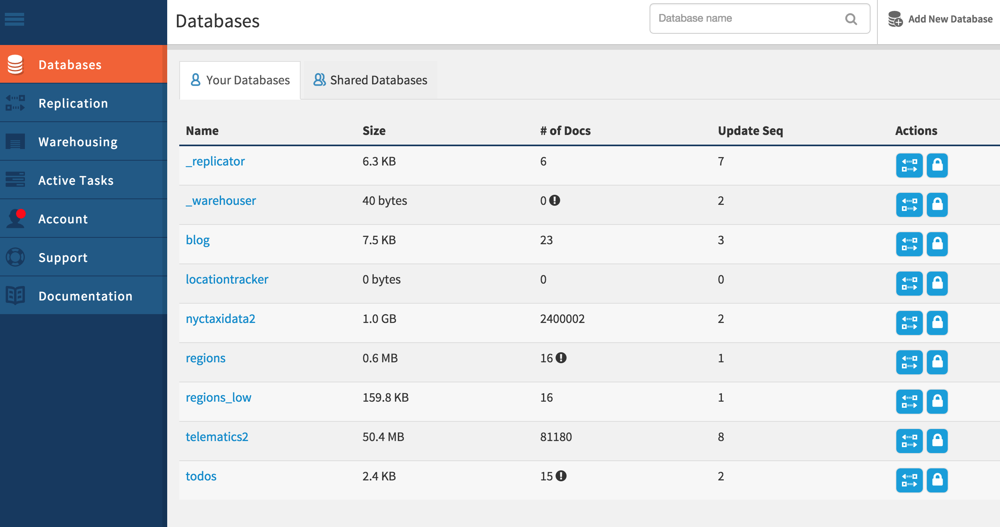 Databases
Database name
Add New Database
Databases
Replication
Warehousing
Active Tasks
Account
Support
Documentation
Your Databases
Shared Databases
Name Size # of Docs Update Seq Actions
_replicator 6.3 KB 6 7
_warehouser 40 bytes 0 2
blog 7.5 KB 23 3
locationtracker 0 bytes 0 0
nyctaxidata2 1.0 GB 2400002 2
regions 0.6 MB 16 1
regions_low 159.8 KB 16 1
telematics2 50.4 MB 81180 8
todos 2.4 KB 15 2